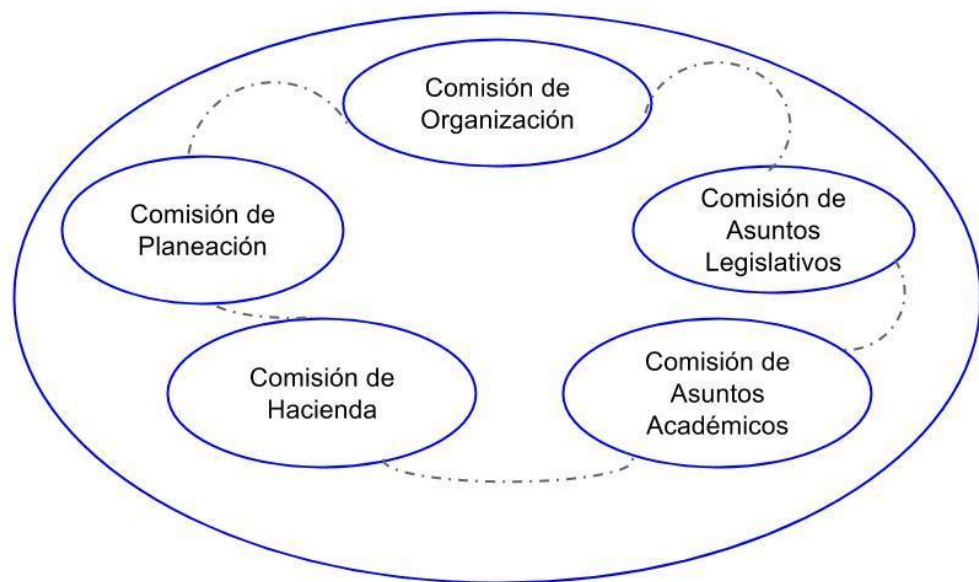 Comisión de
Organización
Comisión de
Planeación
Comisión de
Asuntos
Legislativos
Comisión de
Hacienda
Comisión de
Asuntos
Académicos